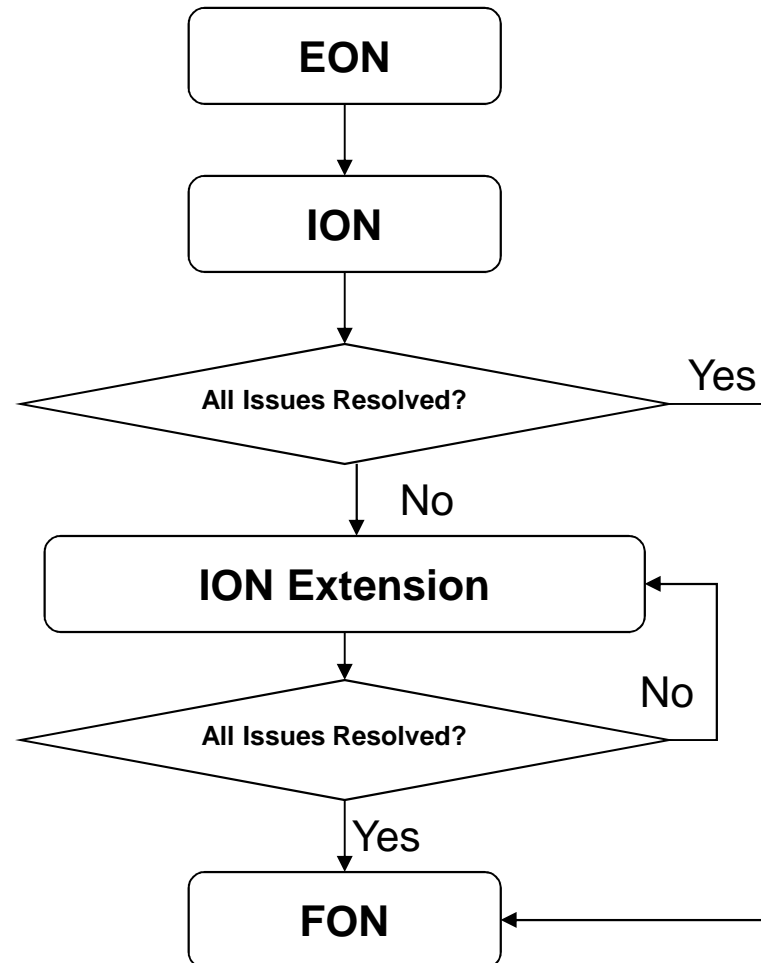 EON
ION
All Issues Resolved?
Yes
No
ION Extension
No
All Issues Resolved?
Yes
FON